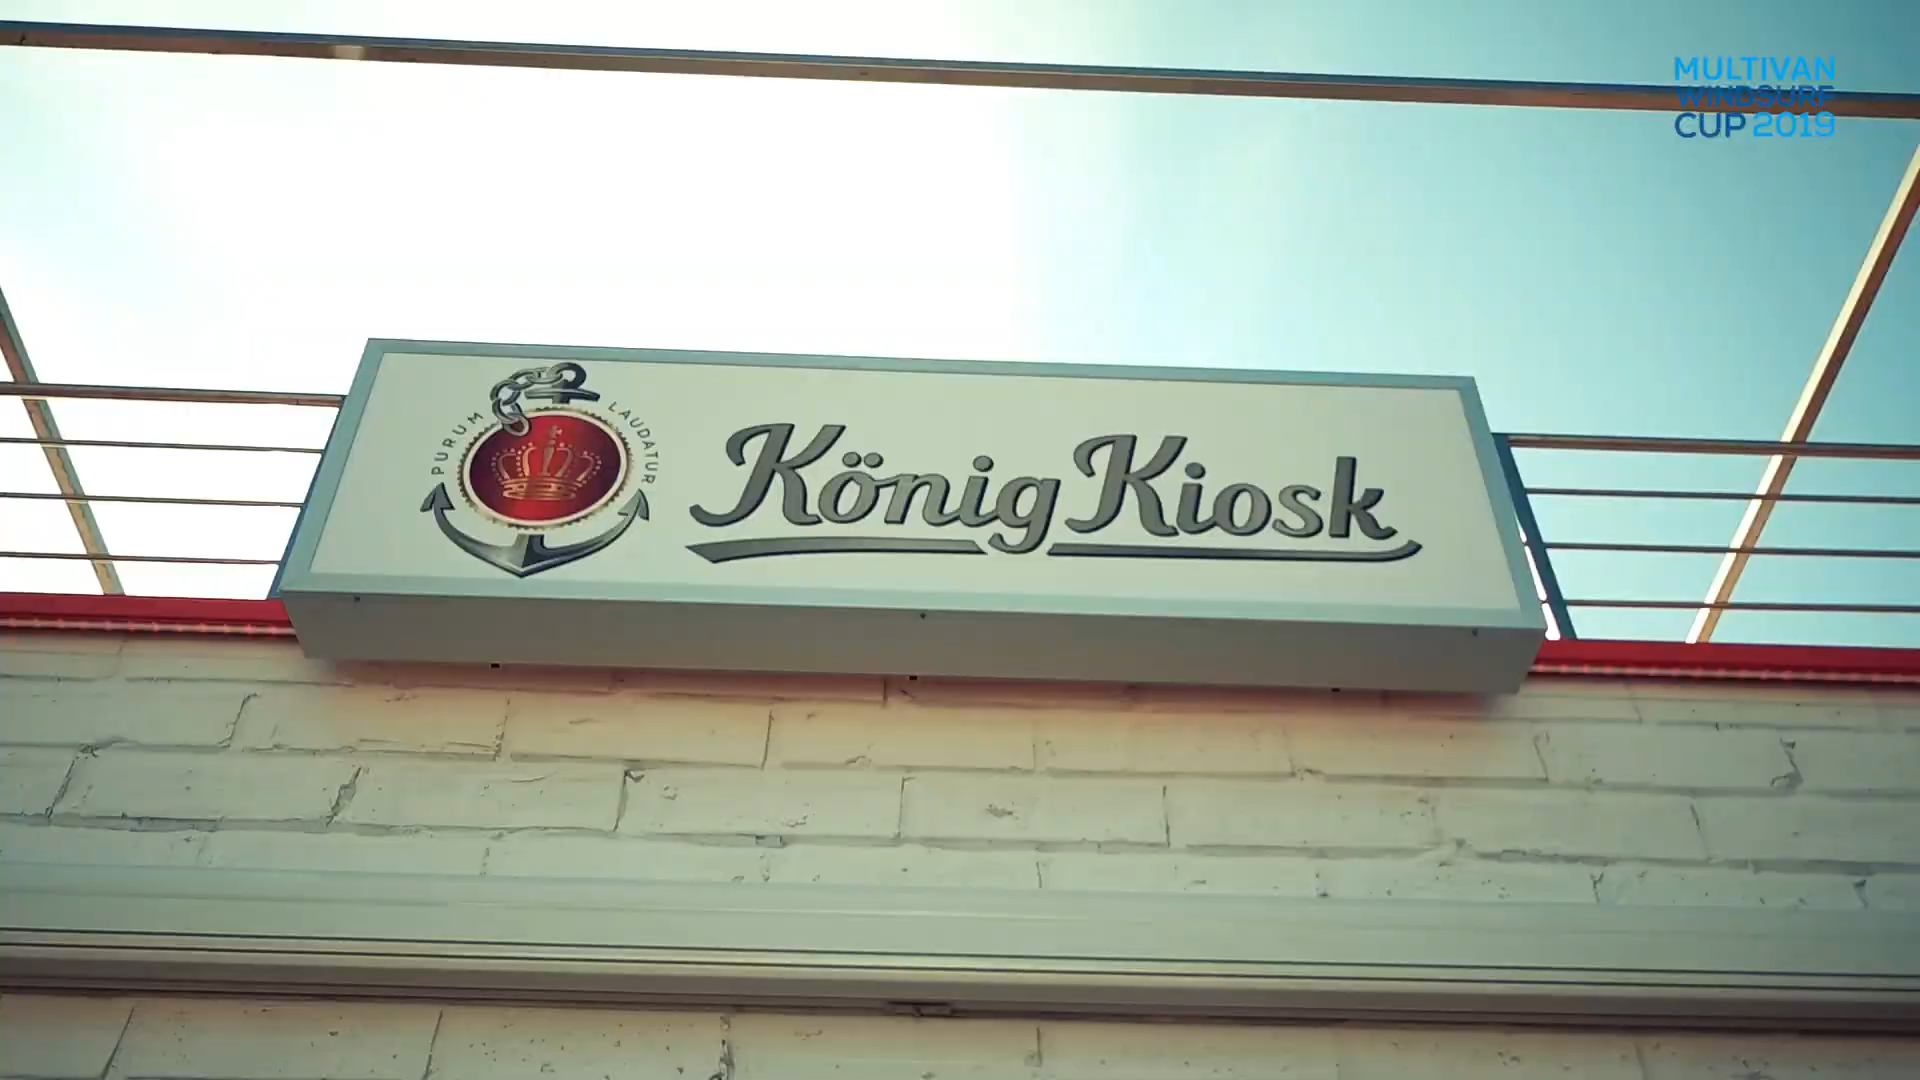 MULTIVAN
WINDSURF
CUP 2019
PURUM LAUDATUR
König Kiosk